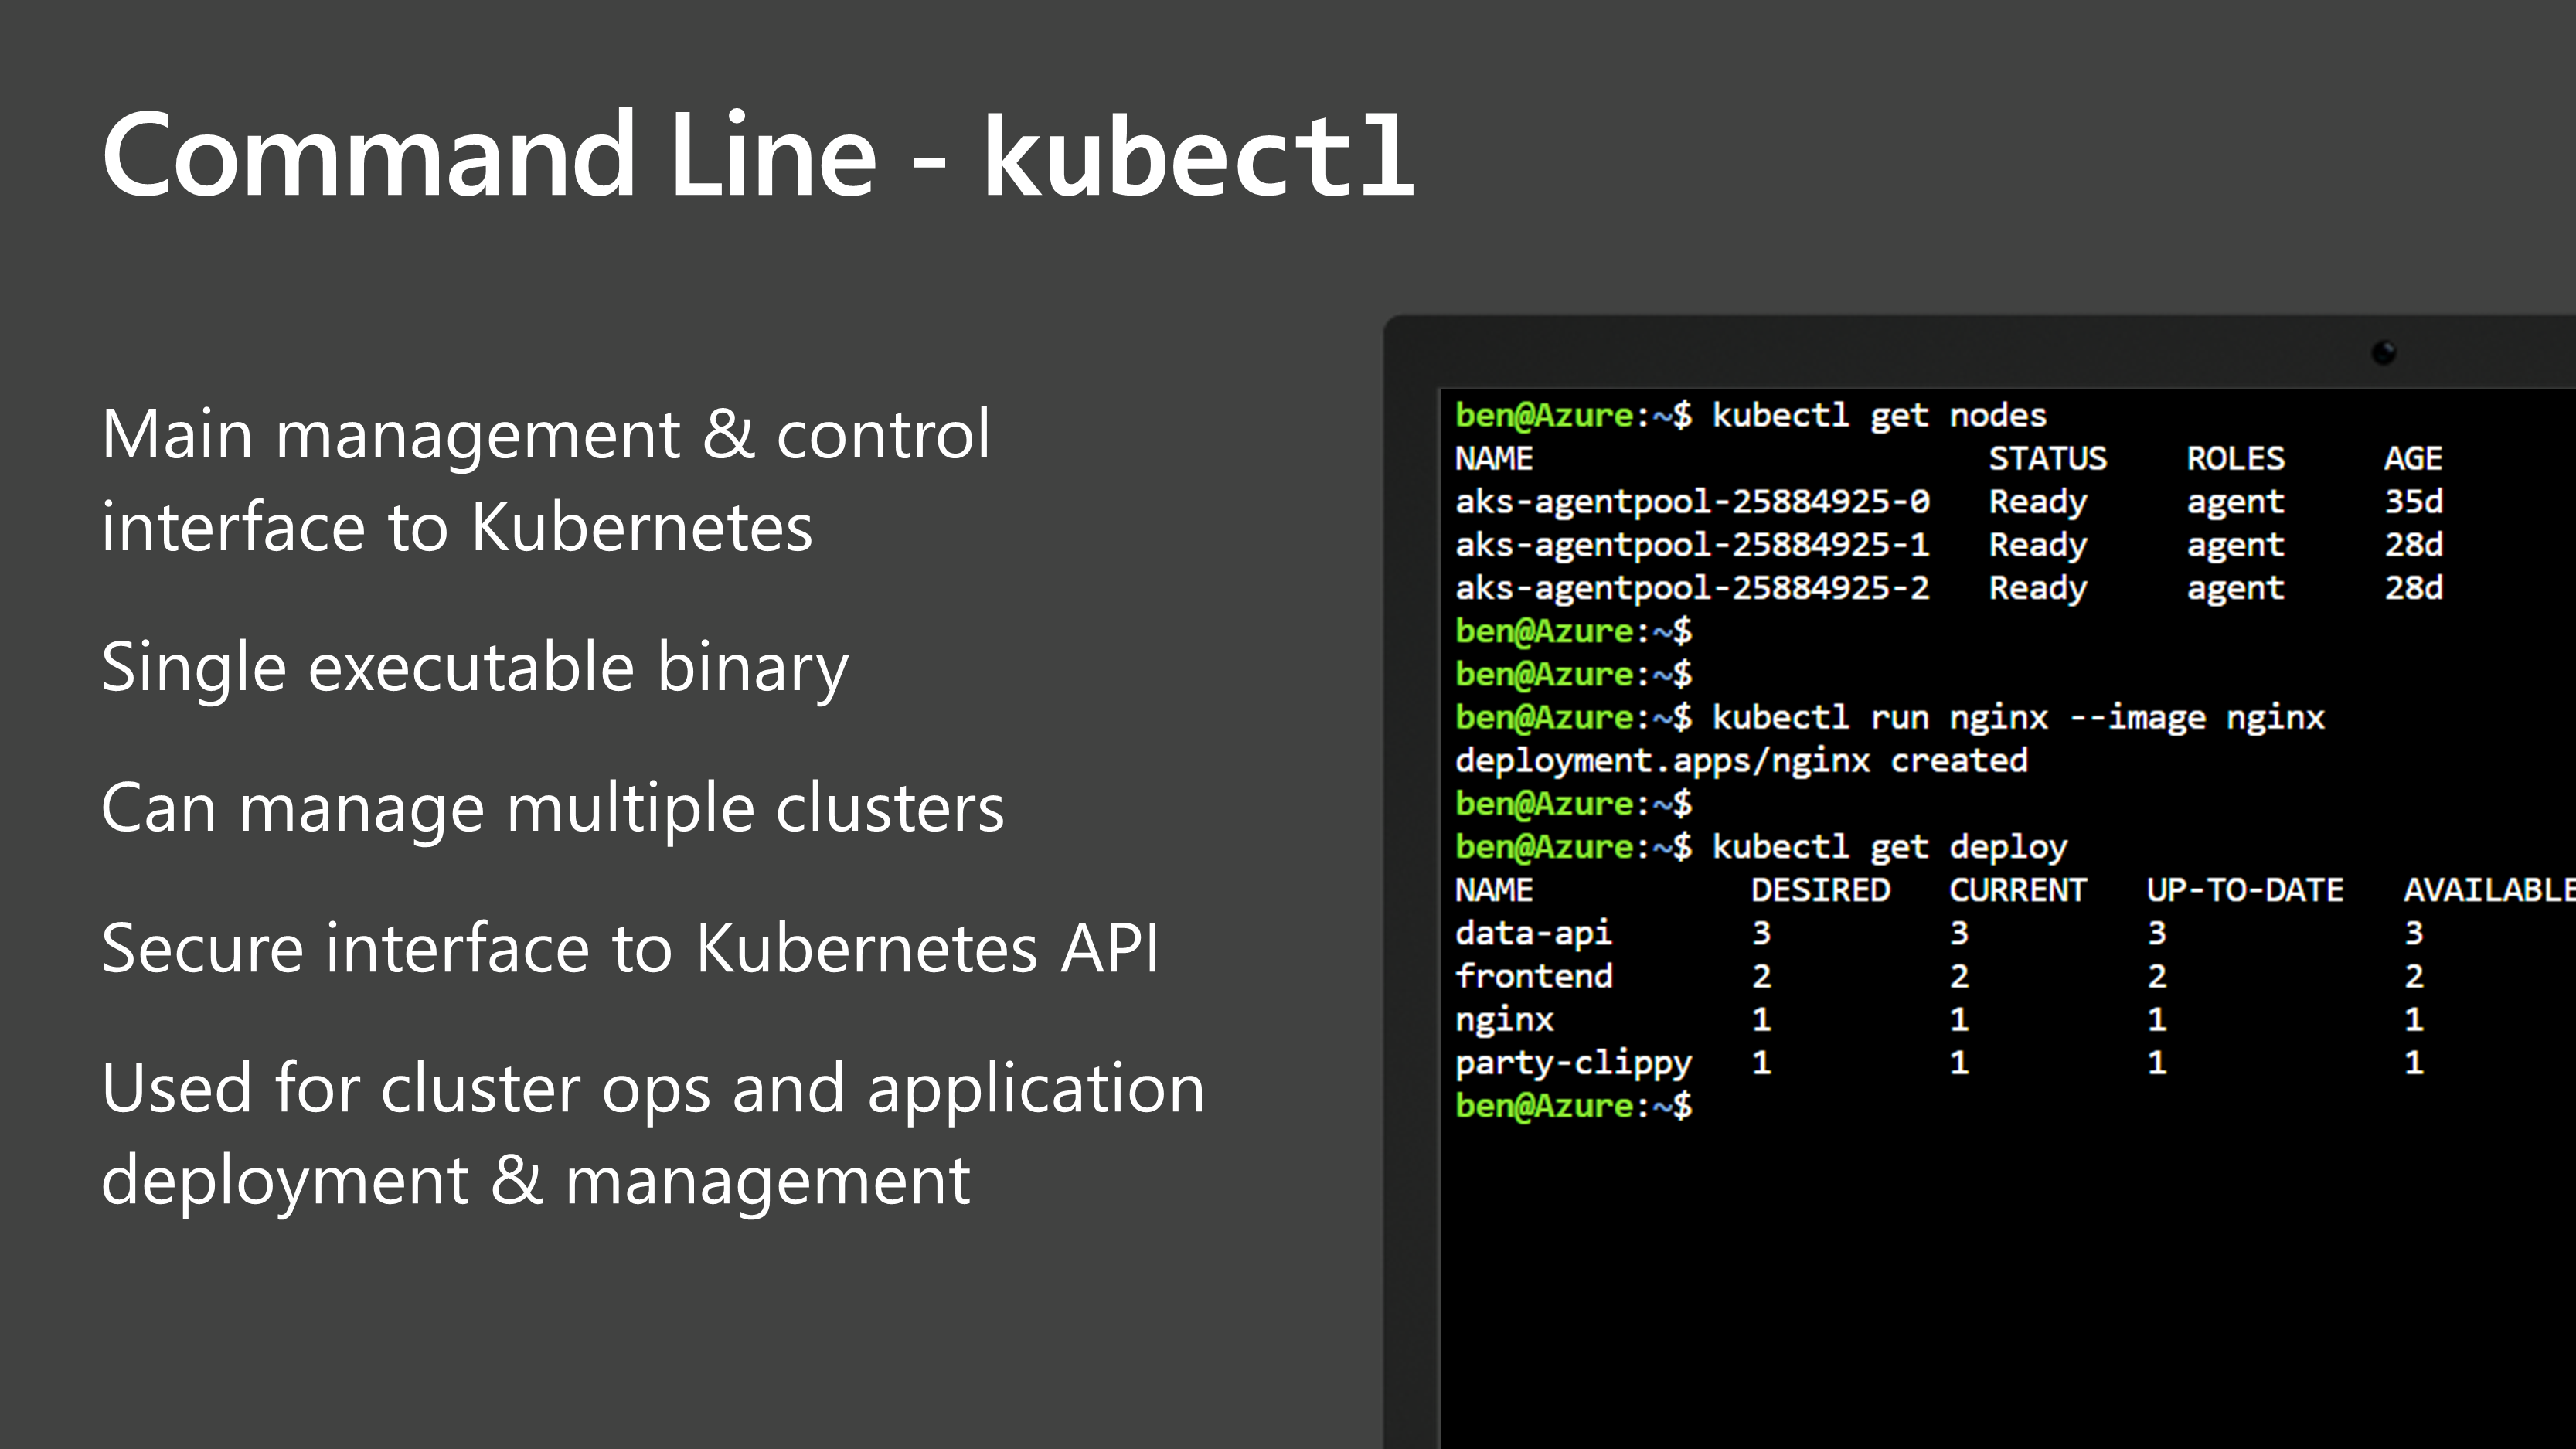 Command Line - kubectl
Main management & control
interface to Kubernetes
Single executable binary
Can manage multiple clusters
Secure interface to Kubernetes API
Used for cluster ops and application
deployment & management
ben@Azure:~$ kubectl get nodes
NAME STATUS ROLES AGE
aks-agentpool-25884925-0 Ready agent 35d
aks-agentpool-25884925-1 Ready agent 28d
aks-agentpool-25884925-2 Ready agent 28d
ben@Azure:~$
ben@Azure:~$
ben@Azure:~$ kubectl run nginx --image nginx
deployment.apps/nginx created
ben@Azure:~$
ben@Azure:~$ kubectl get deploy
NAME DESIRED CURRENT UP-TO-DATE AVAILABLE
data-api 3 3 3 3
frontend 2 2 2 2
nginx 1 1 1 1
party-clippy 1 1 1 1
ben@Azure:~$